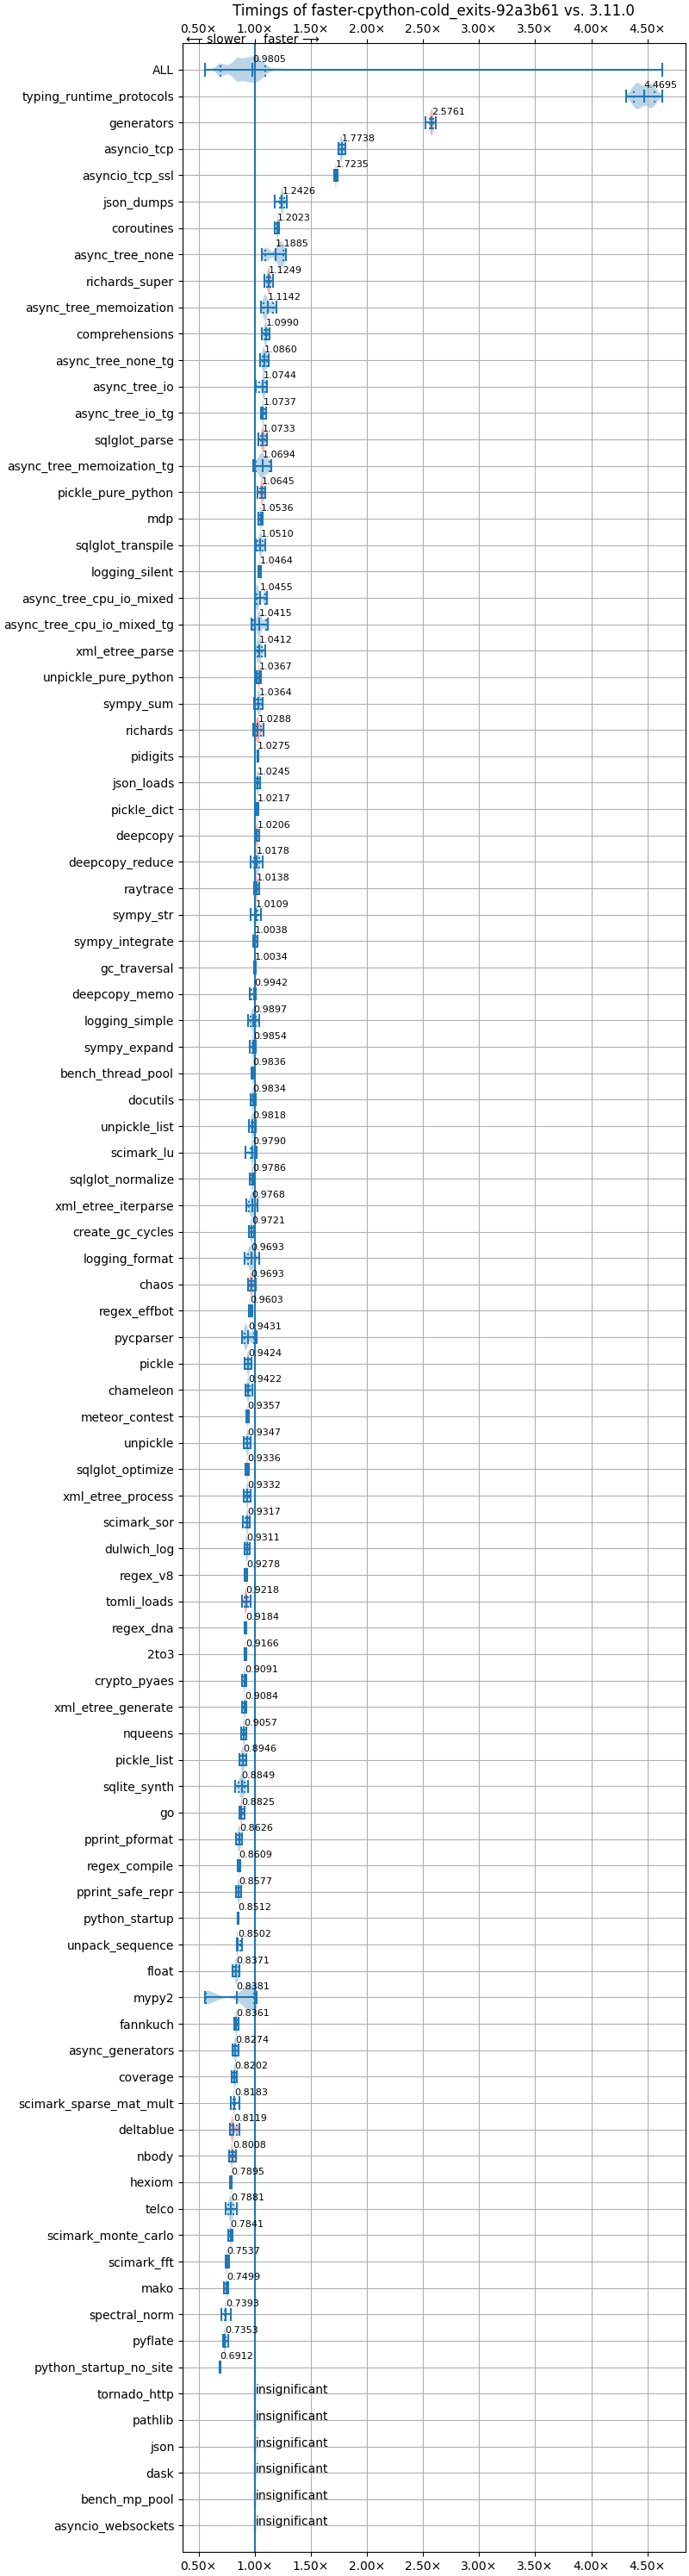 Timings of faster-cpython-cold_exits-92a3b61 vs. 3.11.0
0.50× 1.00× 1.50× 2.00× 2.50× 3.00× 3.50× 4.00× 4.50×
←— slower faster —→
ALL 0.9805
typing_runtime_protocols 4.4695
generators 2.5761
asyncio_tcp 1.7738
asyncio_tcp_ssl 1.7235
json_dumps 1.2426
coroutines 1.2023
async_tree_none 1.1885
richards_super 1.1249
async_tree_memoization 1.1142
comprehensions 1.0990
async_tree_none_tg 1.0860
async_tree_io 1.0744
async_tree_io_tg 1.0737
sqlglot_parse 1.0733
async_tree_memoization_tg 1.0694
pickle_pure_python 1.0645
mdp 1.0536
sqlglot_transpile 1.0510
logging_silent 1.0464
async_tree_cpu_io_mixed 1.0455
async_tree_cpu_io_mixed_tg 1.0415
xml_etree_parse 1.0412
unpickle_pure_python 1.0367
sympy_sum 1.0364
richards 1.0288
pidigits 1.0275
json_loads 1.0245
pickle_dict 1.0217
deepcopy 1.0206
deepcopy_reduce 1.0178
raytrace 1.0138
sympy_str 1.0109
sympy_integrate 1.0038
gc_traversal 1.0034
deepcopy_memo 0.9942
logging_simple 0.9897
sympy_expand 0.9854
bench_thread_pool 0.9836
docutils 0.9834
unpickle_list 0.9818
scimark_lu 0.9790
sqlglot_normalize 0.9786
xml_etree_iterparse 0.9768
create_gc_cycles 0.9721
logging_format 0.9693
chaos 0.9693
regex_effbot 0.9603
pycparser 0.9431
pickle 0.9424
chameleon 0.9422
meteor_contest 0.9357
unpickle 0.9347
sqlglot_optimize 0.9336
xml_etree_process 0.9332
scimark_sor 0.9317
dulwich_log 0.9311
regex_v8 0.9278
tomli_loads 0.9218
regex_dna 0.9184
2to3 0.9166
crypto_pyaes 0.9091
xml_etree_generate 0.9084
nqueens 0.9057
pickle_list 0.8946
sqlite_synth 0.8849
go 0.8825
pprint_pformat 0.8626
regex_compile 0.8609
pprint_safe_repr 0.8577
python_startup 0.8512
unpack_sequence 0.8502
float 0.8371
mypy2 0.8381
fannkuch 0.8361
async_generators 0.8274
coverage 0.8202
scimark_sparse_mat_mult 0.8183
deltablue 0.8119
nbody 0.8008
hexiom 0.7895
telco 0.7881
scimark_monte_carlo 0.7841
scimark_fft 0.7537
mako 0.7499
spectral_norm 0.7393
pyflate 0.7353
python_startup_no_site 0.6912
tornado_http insignificant
pathlib insignificant
json insignificant
dask insignificant
bench_mp_pool insignificant
asyncio_websockets insignificant
0.50× 1.00× 1.50× 2.00× 2.50× 3.00× 3.50× 4.00× 4.50×